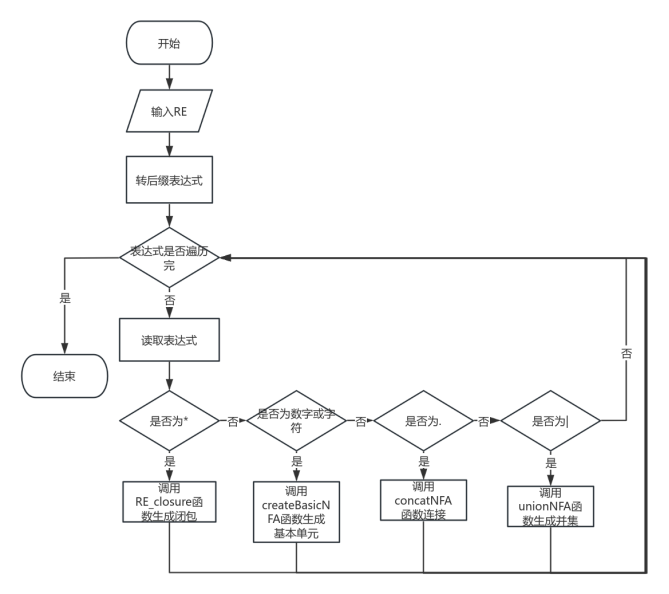 开始
输入RE
转后缀表达式
表达式是否遍历
完
是
否
读取表达式
结束
否
是否为*
否
是否为数字或字
符
否
是否为.
否
是否为|
是
是
是
是
调用
RE_closure函
数生成闭包
调用
createBasicN
FA函数生成
基本单元
调用
concatNFA
函数连接
调用
unionNFA函
数生成并集